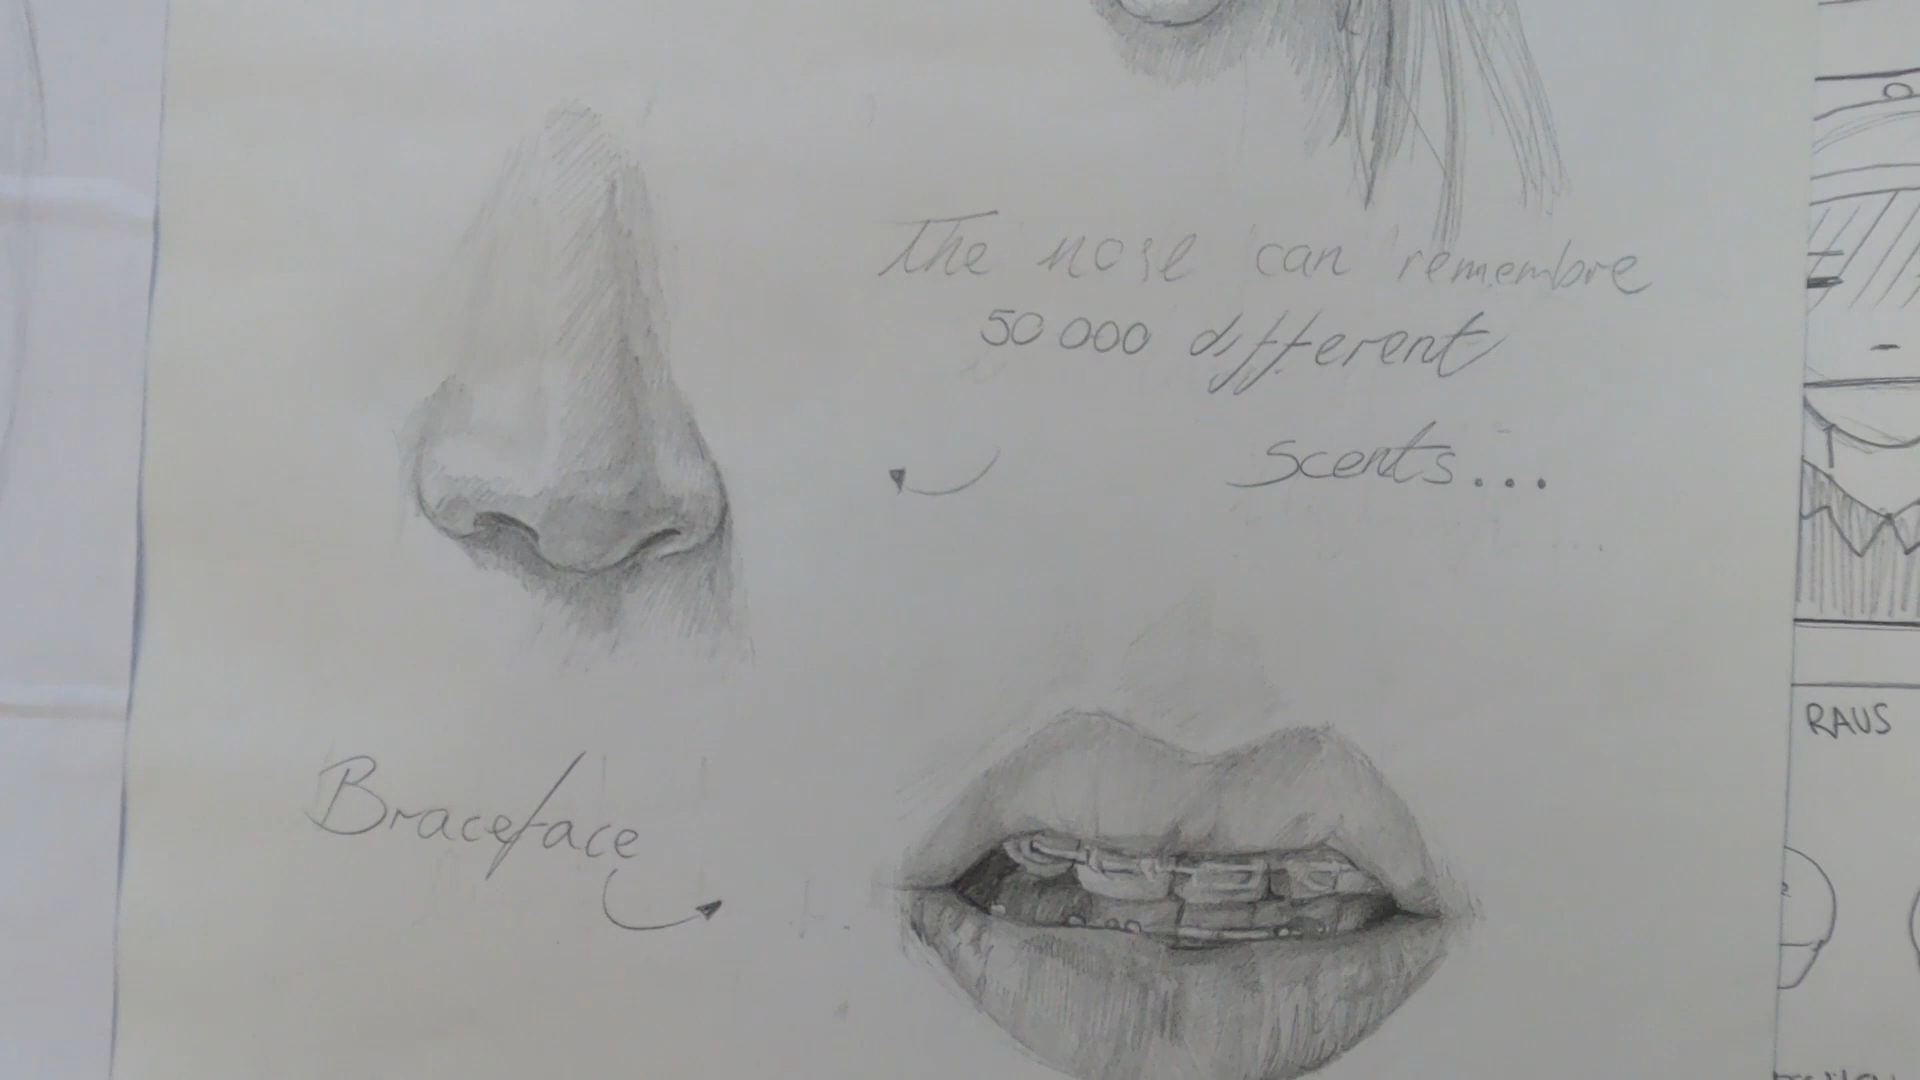 The nose can remembre
50 000 different
scents...
Braceface
RAUS